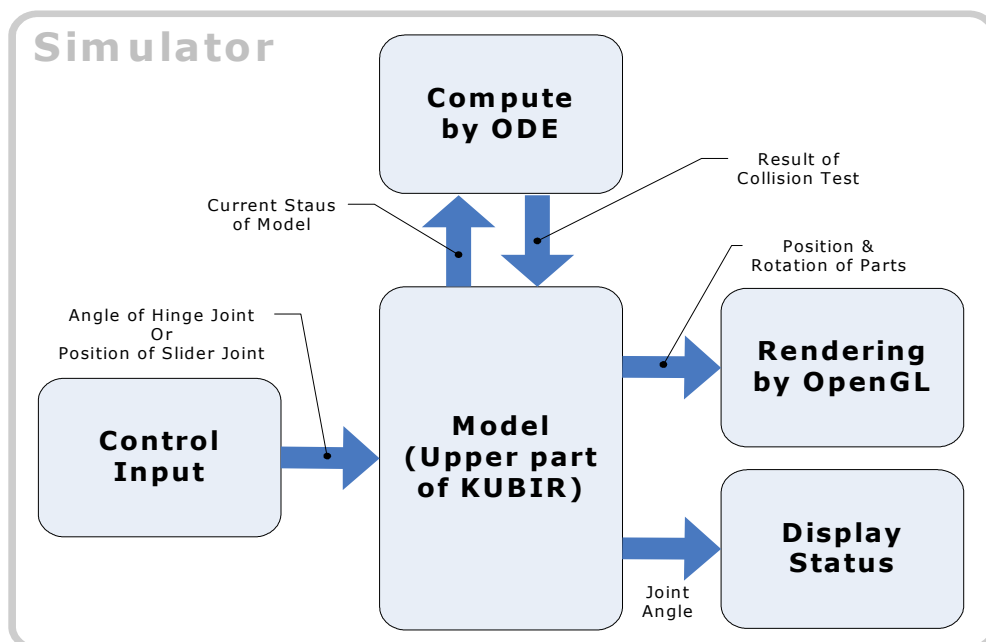 Simulator
Compute
by ODE
Result of
Collision Test
Current Staus
of Model
Position &
Rotation of Parts
Angle of Hinge Joint
Or
Position of Slider Joint
Rendering
by OpenGL
Control
Input
Model
(Upper part
of KUBIR)
Display
Status
Joint
Angle